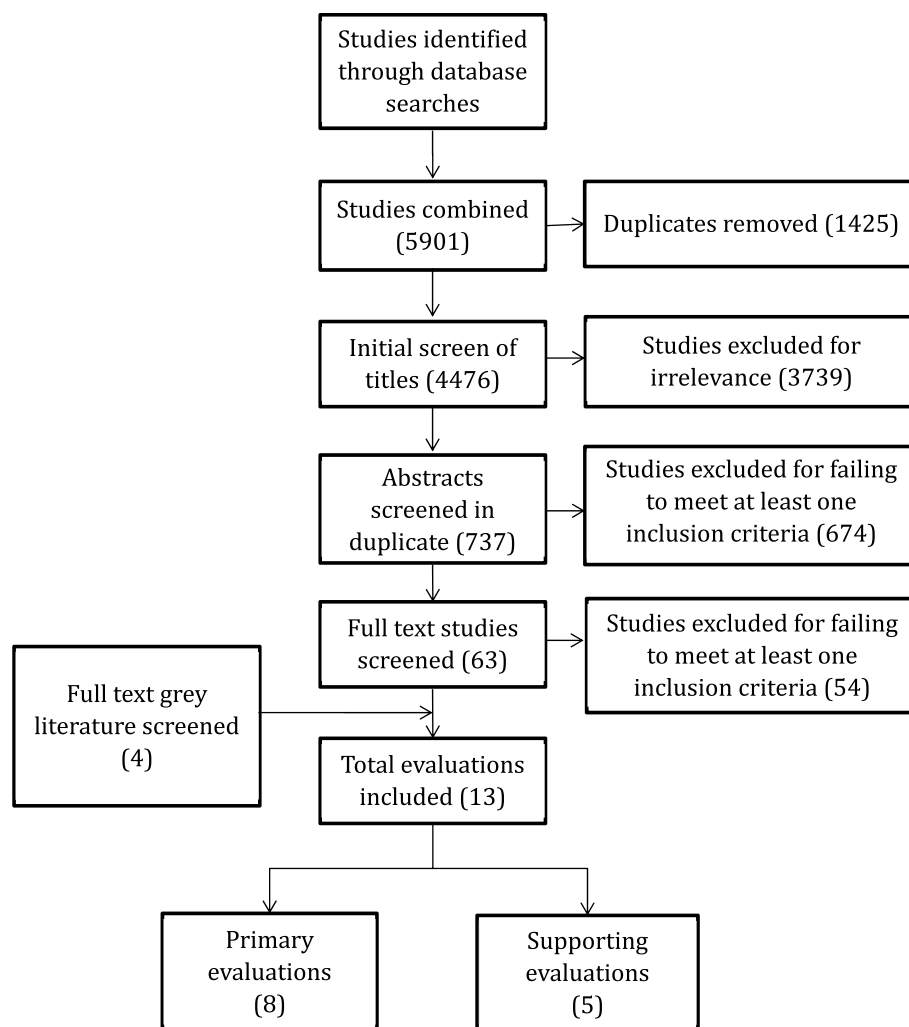 Studies identified
through database
searches
Studies combined
(5901)
Duplicates removed (1425)
Initial screen of
titles (4476)
Studies excluded for
irrelevance (3739)
Abstracts
screened in
duplicate (737)
Studies excluded for failing
to meet at least one
inclusion criteria (674)
Full text studies
screened (63)
Studies excluded for failing
to meet at least one
inclusion criteria (54)
Full text grey
literature screened
(4)
Total evaluations
included (13)
Primary
evaluations
(8)
Supporting
evaluations
(5)